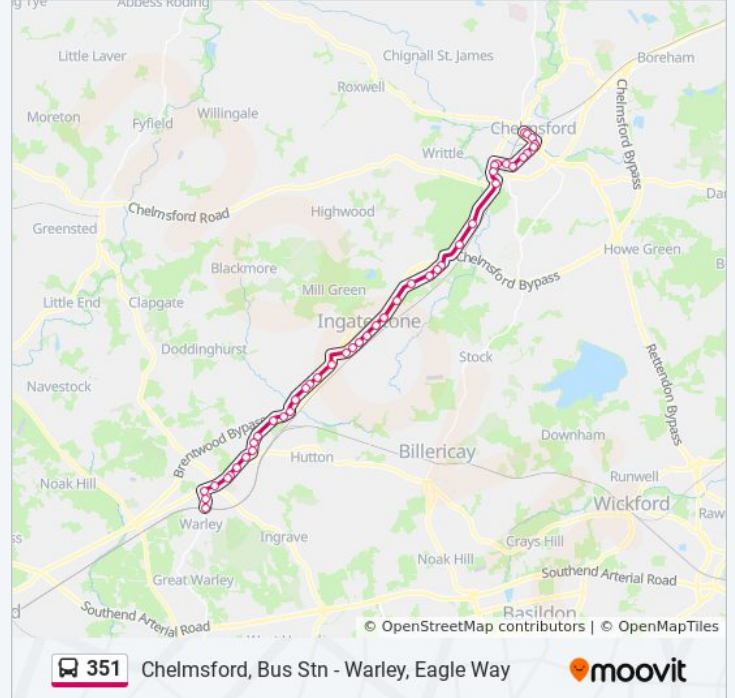 Abbess Roding
Little Laver
Chignall St. James
Boreham
Roxwell
Moreton
Willingale
Fyfield
Chelmsford
Writtle
Chelmsford Bypass
Chelmsford Road
Highwood
Greensted
Howe Green
Blackmore
Chelmsford Bypass
Mill Green
Little End
Clapgate
Ingatestone
Doddinghurst
Stock
Navestock
Rettendon Bypass
Brentwood Bypass
Downham
Hutton
Billericay
Noak Hill
Runwell
Wickford
Warley
Ingrave
Crays Hill
Noak Hill
Great Warley
Southend Arterial Road
Southend Arterial Road
Basildon
© OpenStreetMap contributors | © OpenMapTiles
351 Chelmsford, Bus Stn - Warley, Eagle Way moovit